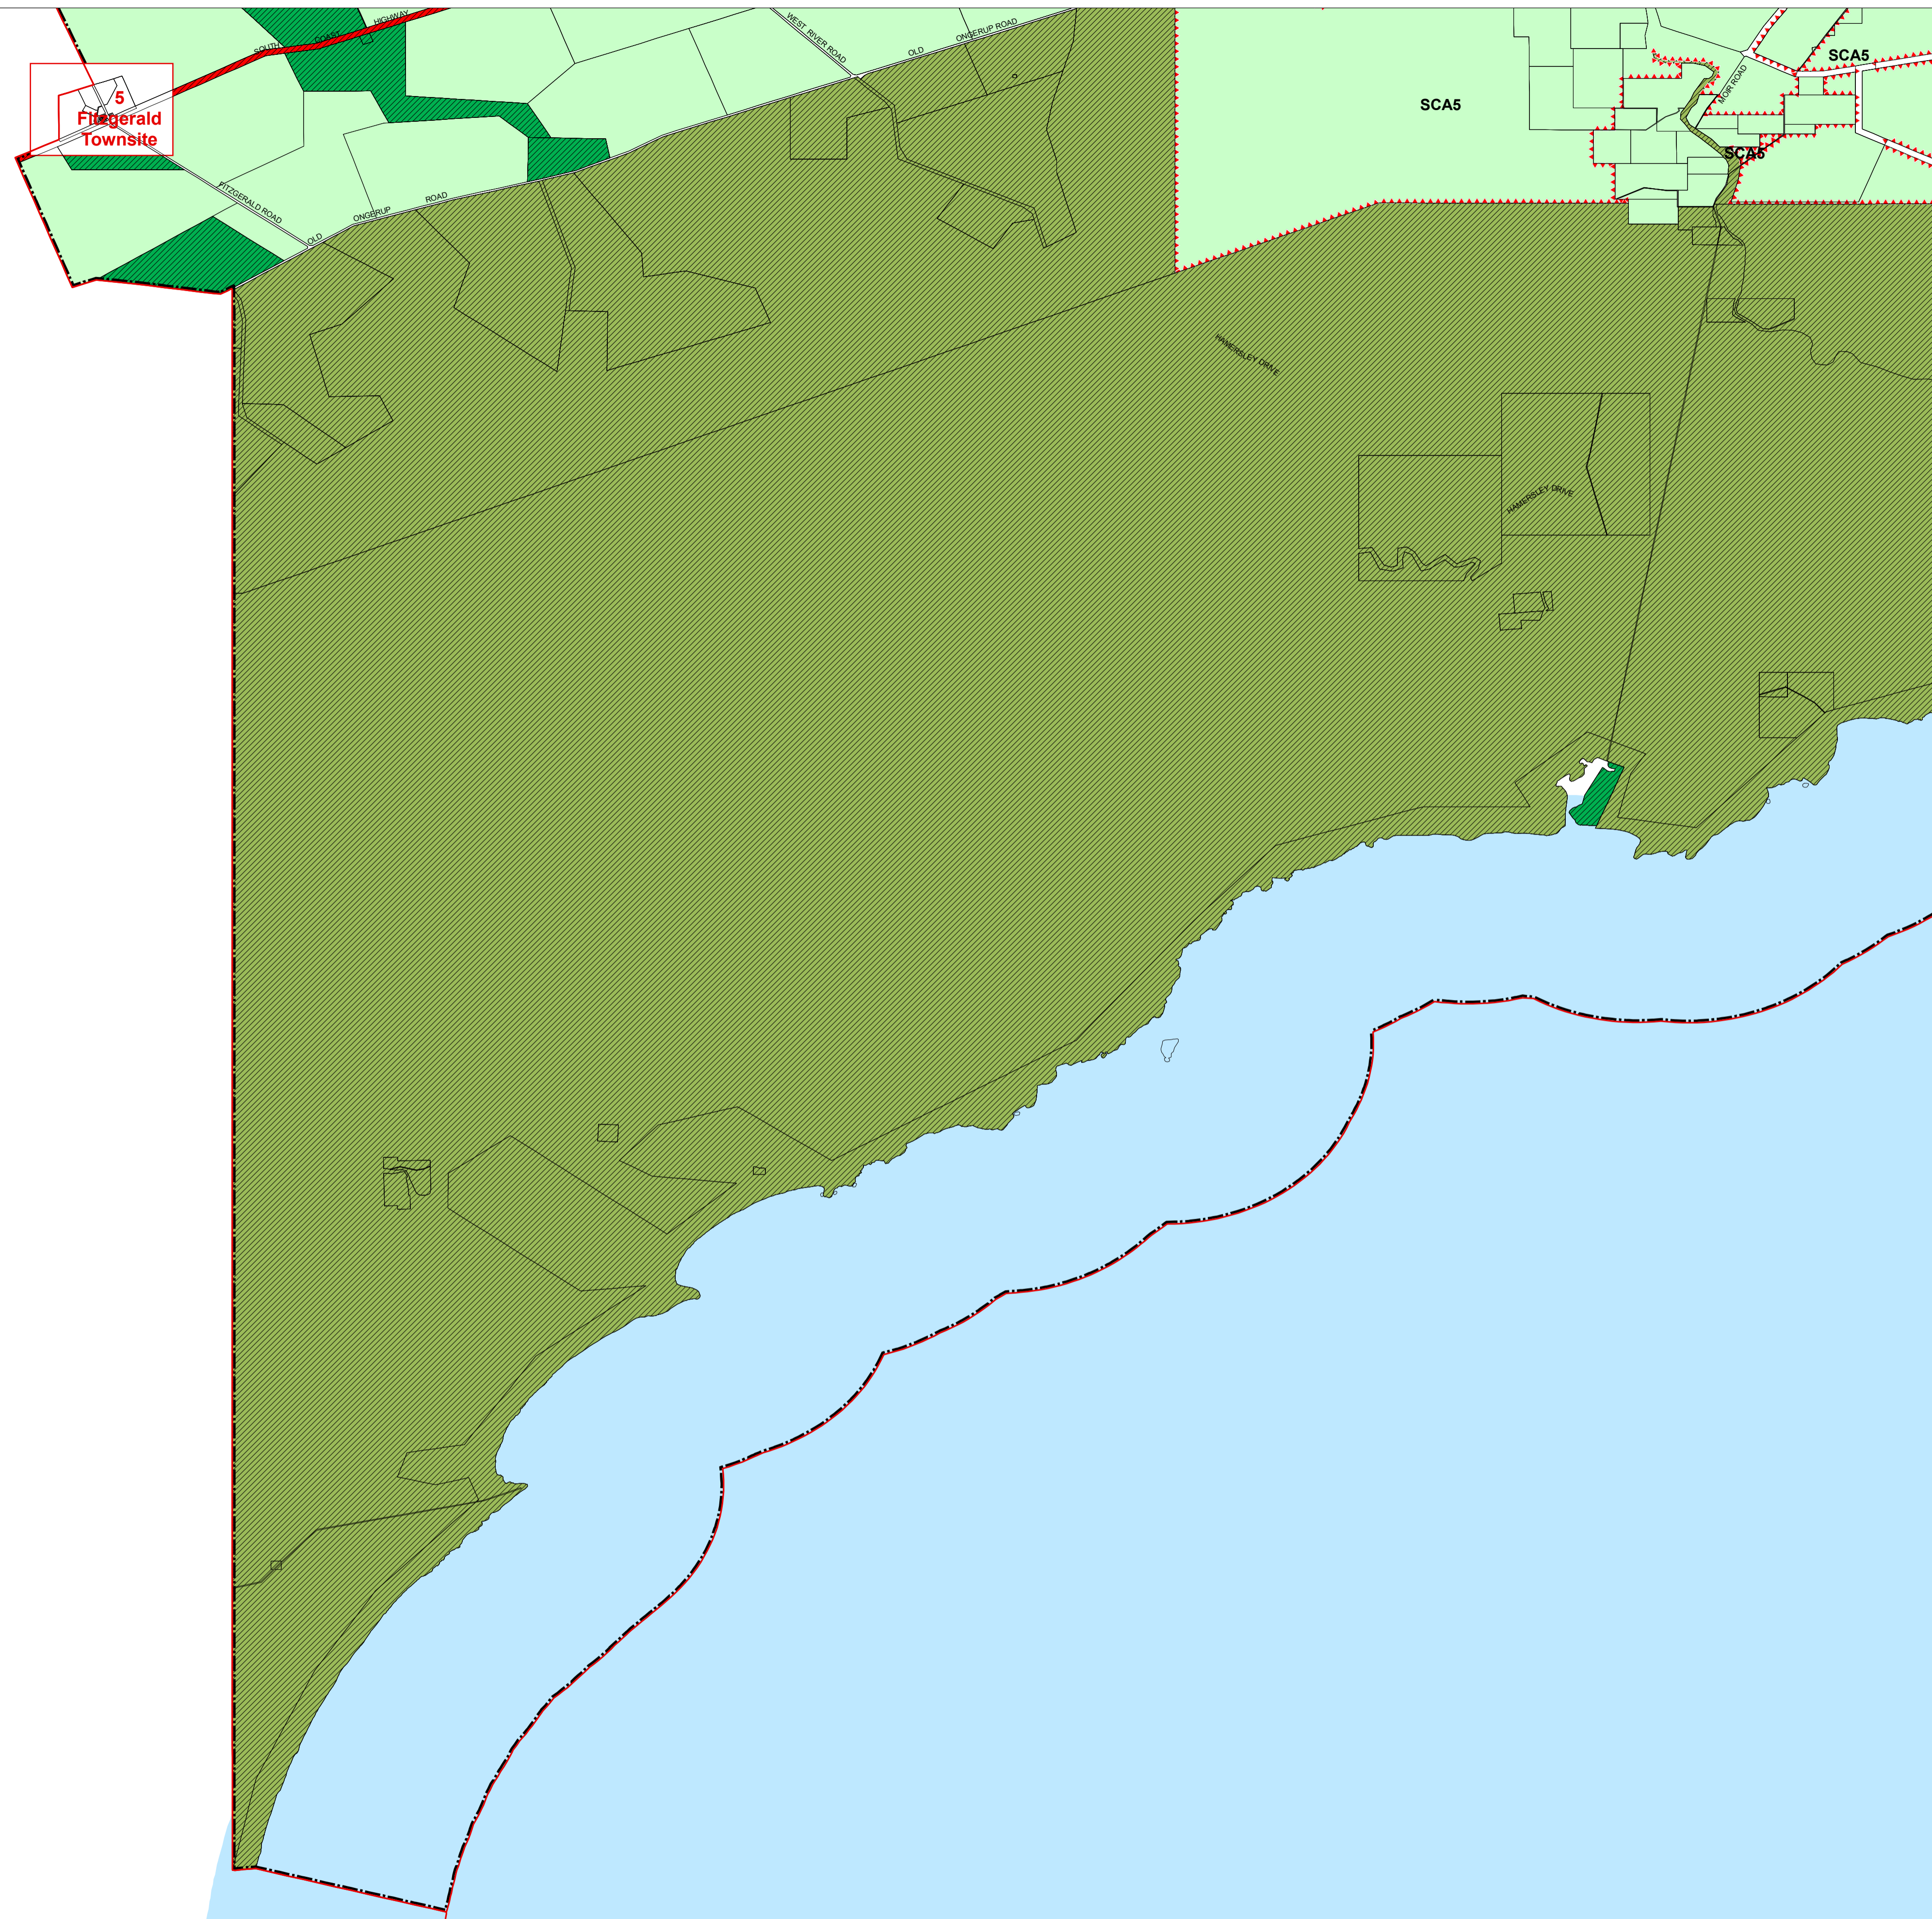 SOUTH COAST HIGHWAY
WEST RIVER ROAD
OLD ONGERUP ROAD
SCA5
SCA5
MOIR ROAD
SCA5
5
Fitzgerald
Townsite
FITZGERALD ROAD
OLD ONGERUP ROAD
HAMERSLEY DRIVE
HAMERSLEY DRIVE